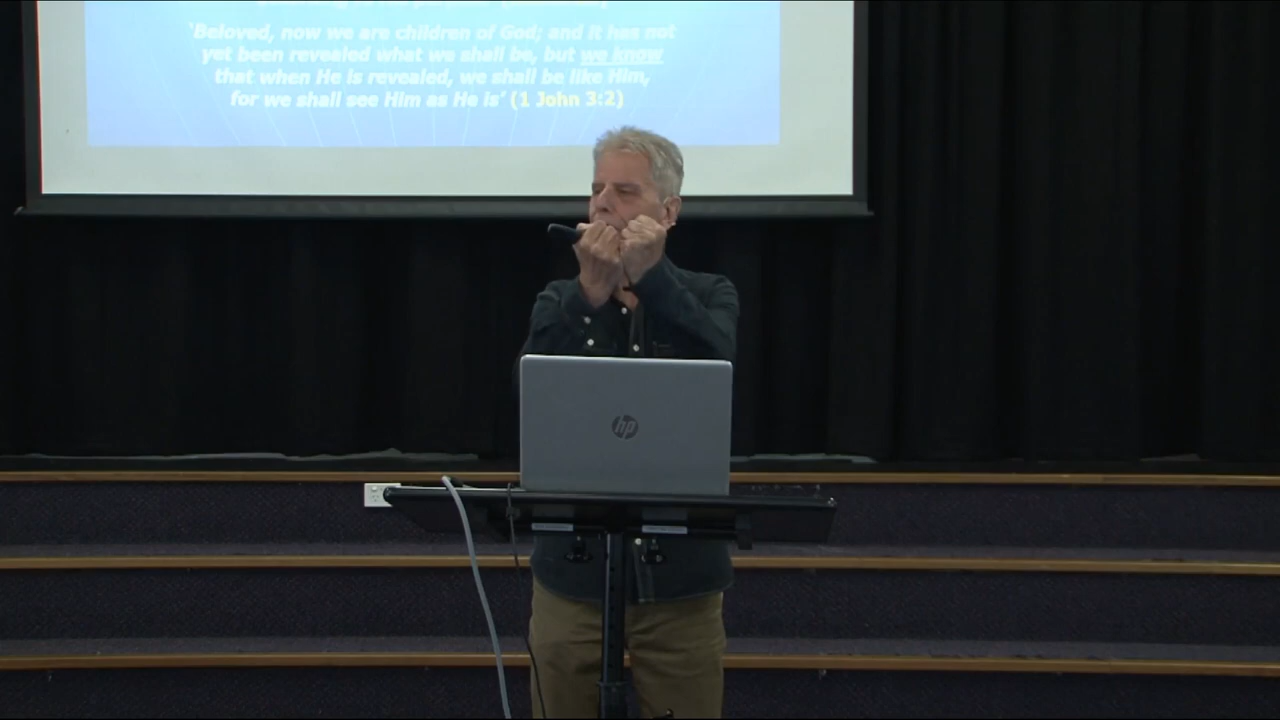 'Beloved, now we are children of God; and it has not
yet been revealed what we shall be, but we know
that when He is revealed, we shall be like Him,
for we shall see Him as He is' (1 John 3:2)
hp